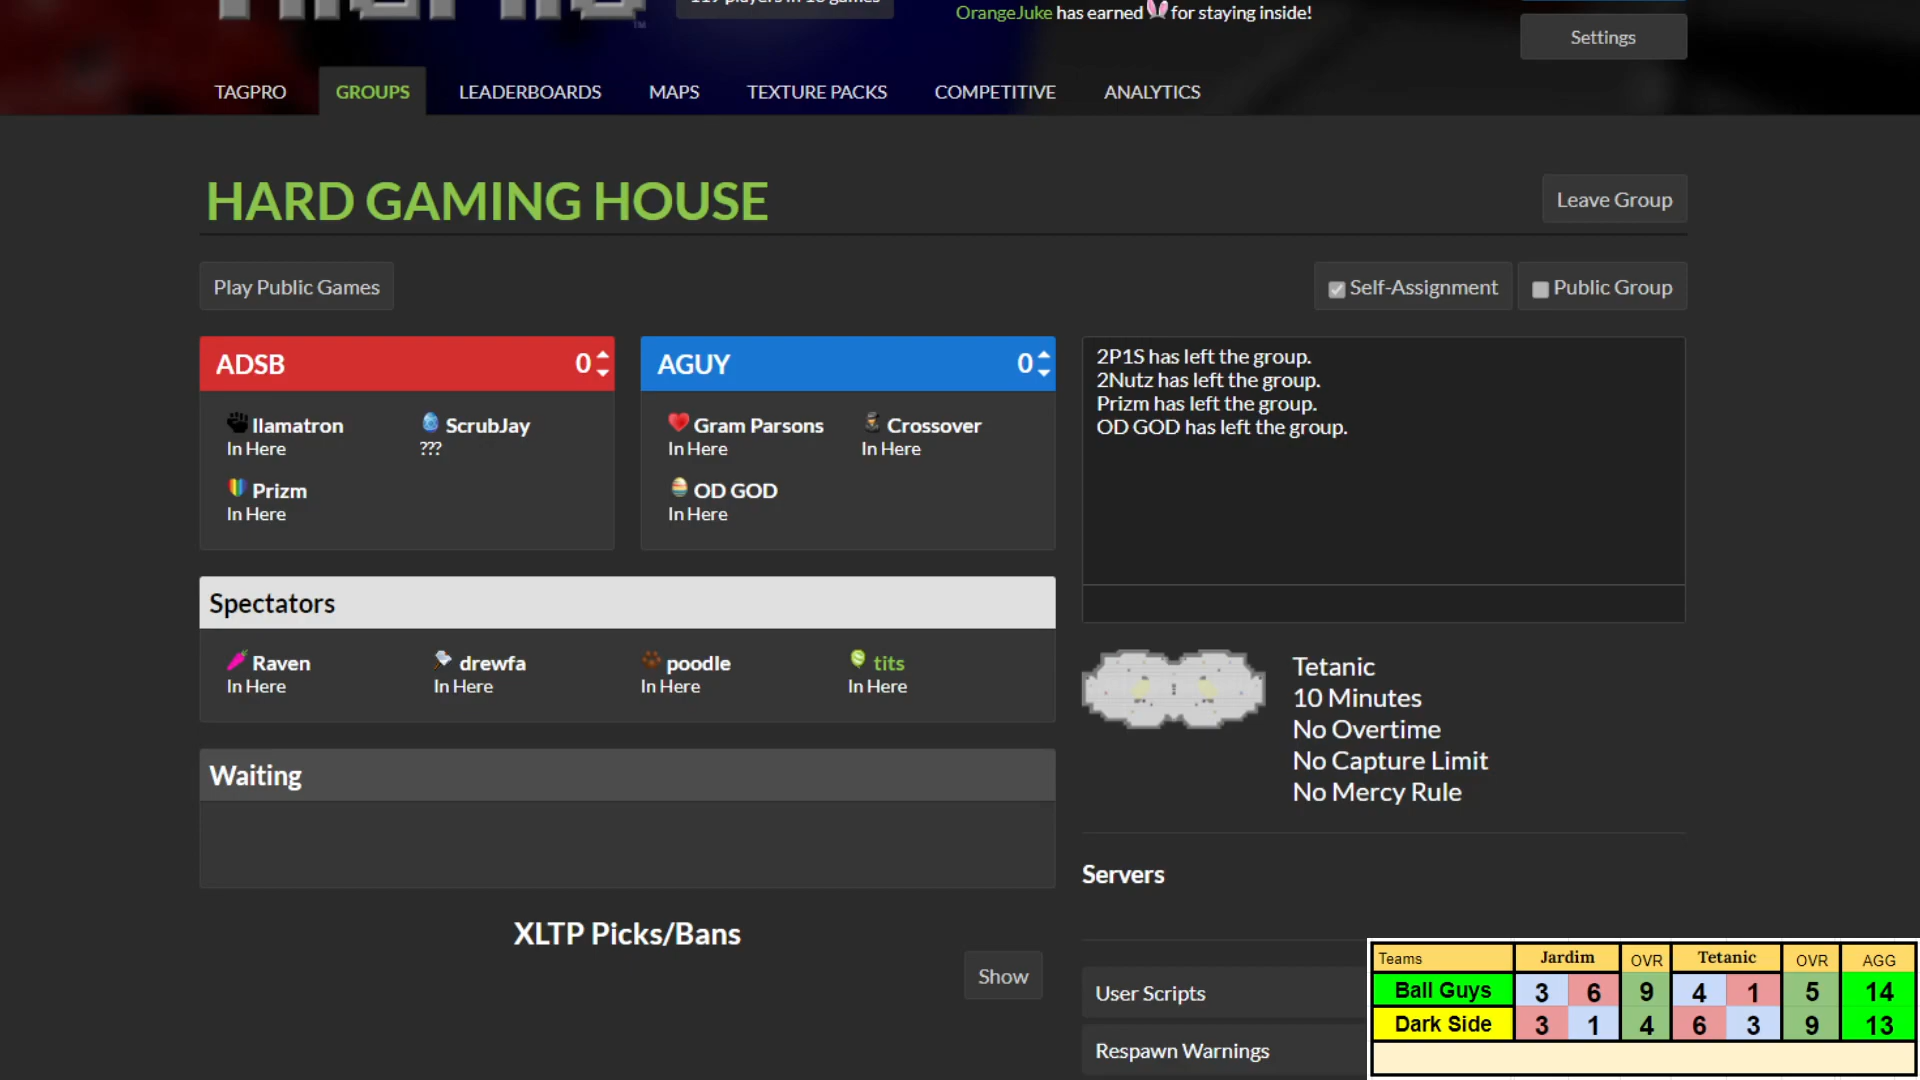 119 players in 18 games
OrangeJuke has earned for staying inside!
Settings
TAGPRO GROUPS LEADERBOARDS MAPS TEXTURE PACKS COMPETITIVE ANALYTICS
HARD GAMING HOUSE
Leave Group
Play Public Games
Self-Assignment
Public Group
ADSB 0
llamatron
In Here
ScrubJay
???
Prizm
In Here
AGUY 0
Gram Parsons
In Here
Crossover
In Here
OD GOD
In Here
2P1S has left the group.
2Nutz has left the group.
Prizm has left the group.
OD GOD has left the group.
Spectators
Raven
In Here
drewfa
In Here
poodle
In Here
tits
In Here
Waiting
XLTP Picks/Bans
Show
Tetanic
10 Minutes
No Overtime
No Capture Limit
No Mercy Rule
Servers
User Scripts
Respawn Warnings
Teams Jardim OVR Tetanic OVR AGG
Ball Guys 3 6 9 4 1 5 14
Dark Side 3 1 4 6 3 9 13